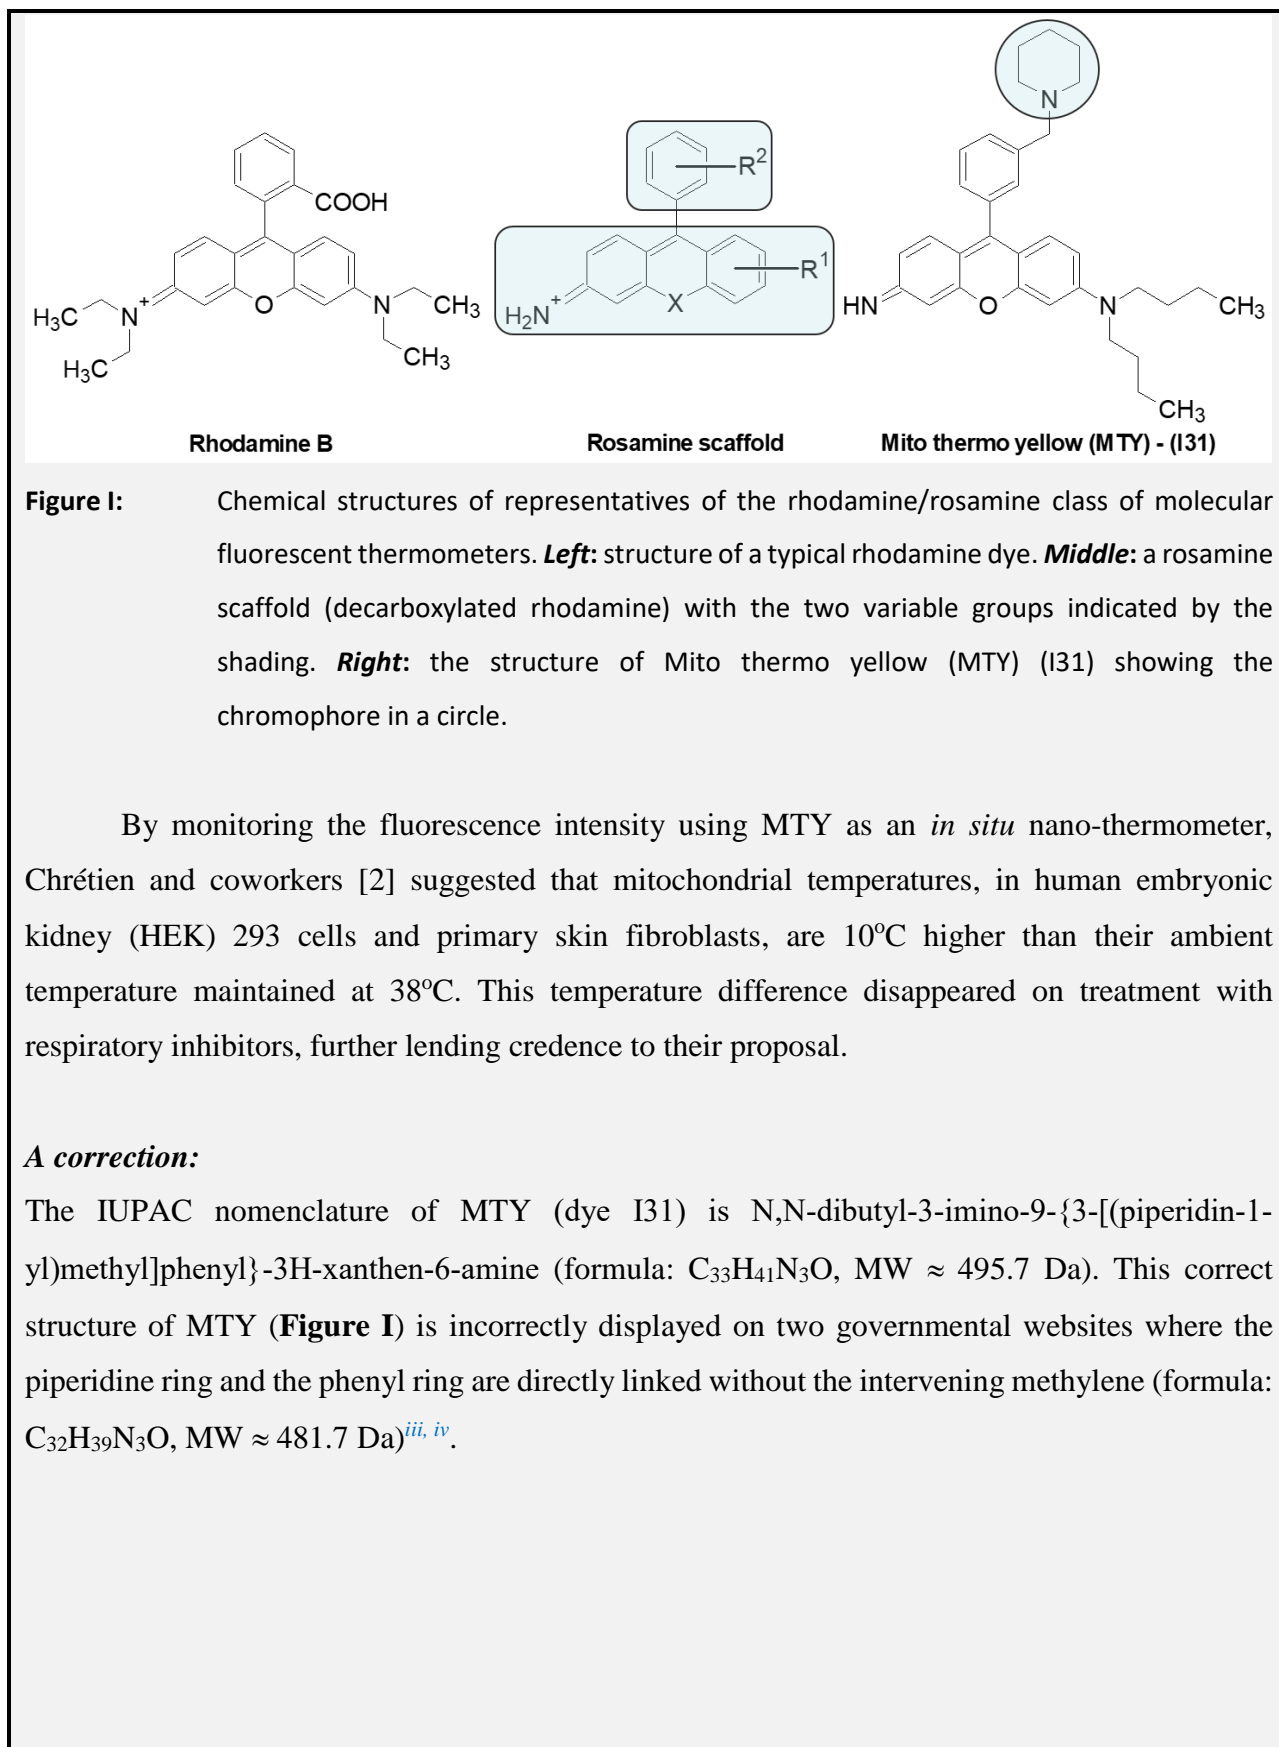 N
COOH
R²
N⁺
O
N
CH₃
H₃C
H₃C
CH₃
H₂N⁺
X
R¹
HN
O
N
CH₃
CH₃
Rhodamine B
Rosamine scaffold
Mito thermo yellow (MTY) - (I31)
Figure I: Chemical structures of representatives of the rhodamine/rosamine class of molecular
fluorescent thermometers. Left: structure of a typical rhodamine dye. Middle: a rosamine
scaffold (decarboxylated rhodamine) with the two variable groups indicated by the
shading. Right: the structure of Mito thermo yellow (MTY) (I31) showing the
chromophore in a circle.
By monitoring the fluorescence intensity using MTY as an in situ nano-thermometer,
Chrétien and coworkers [2] suggested that mitochondrial temperatures, in human embryonic
kidney (HEK) 293 cells and primary skin fibroblasts, are 10°C higher than their ambient
temperature maintained at 38°C. This temperature difference disappeared on treatment with
respiratory inhibitors, further lending credence to their proposal.
A correction:
The IUPAC nomenclature of MTY (dye I31) is N,N-dibutyl-3-imino-9-{3-[(piperidin-1-
yl)methyl]phenyl}-3H-xanthen-6-amine (formula: C₃₃H₄₁N₃O, MW ≈ 495.7 Da). This correct
structure of MTY (Figure I) is incorrectly displayed on two governmental websites where the
piperidine ring and the phenyl ring are directly linked without the intervening methylene (formula:
C₃₂H₃₉N₃O, MW ≈ 481.7 Da)iii, iv.